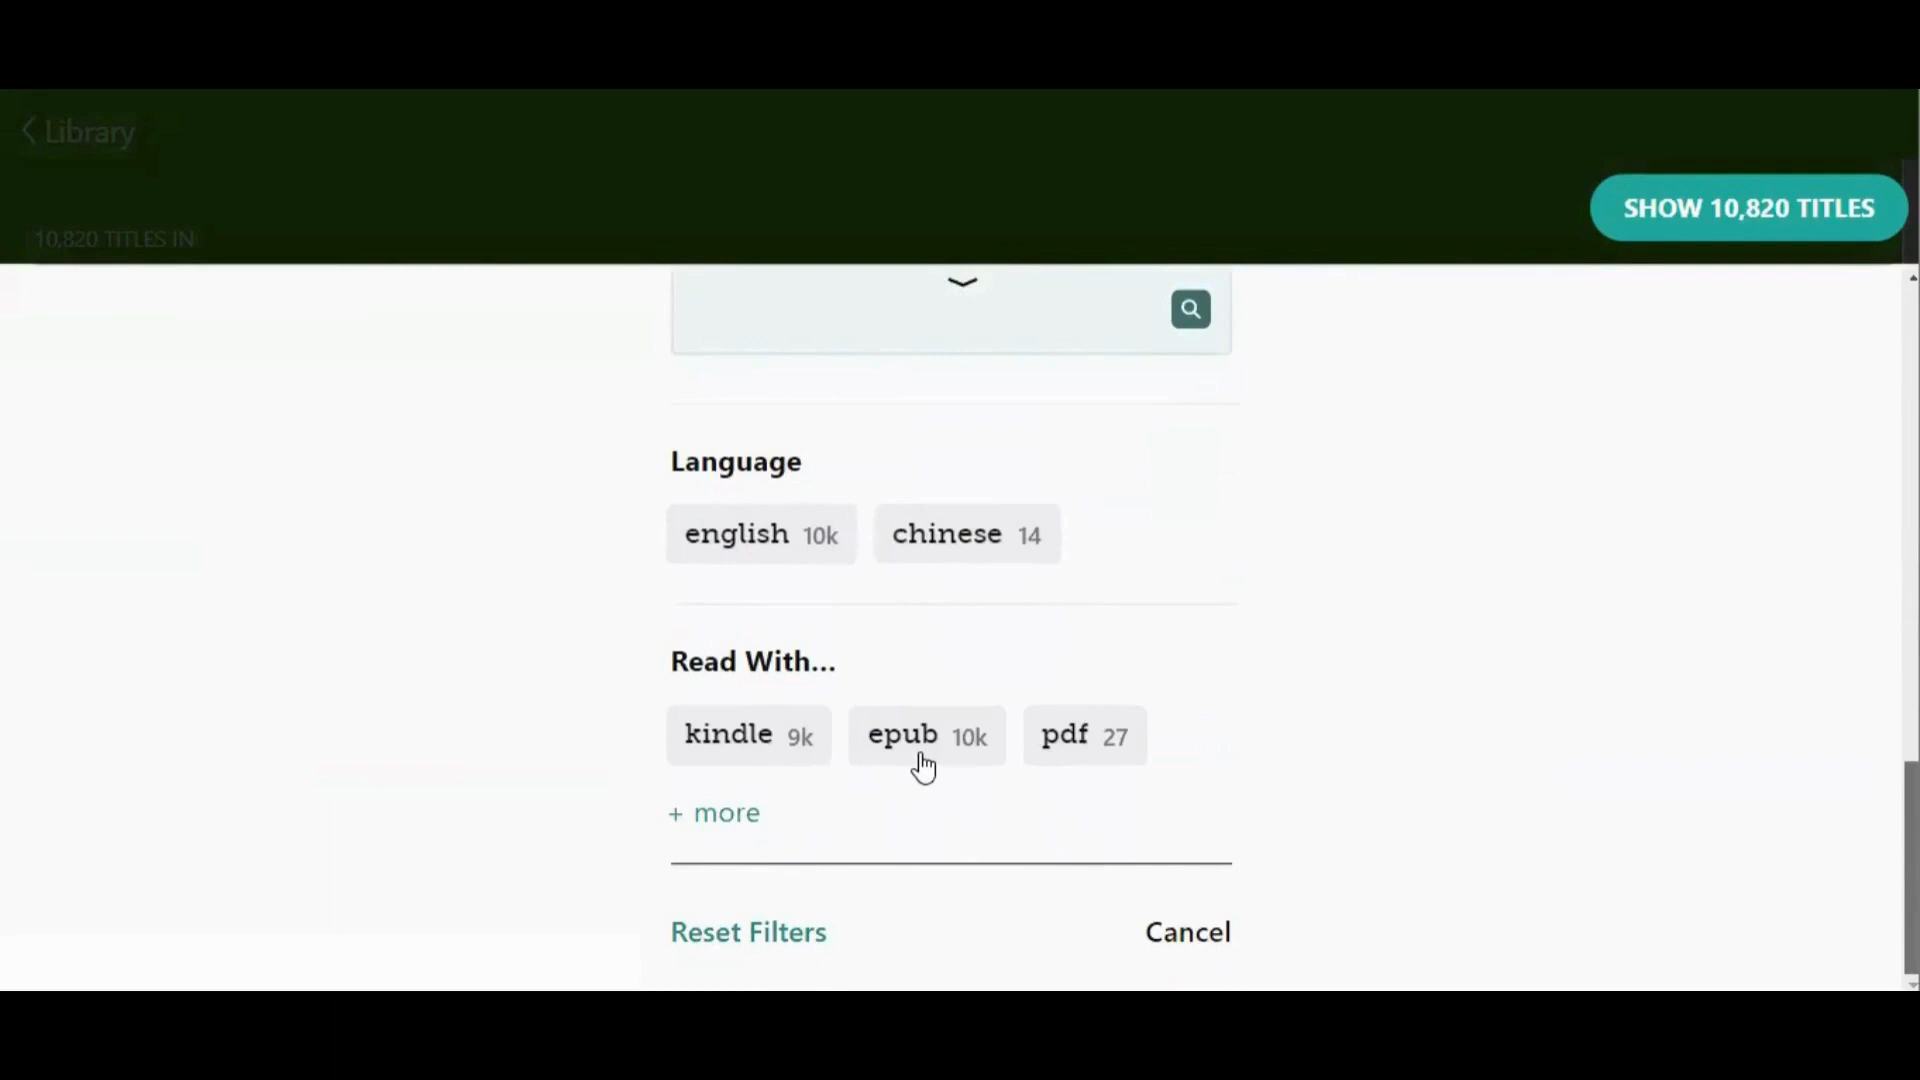 Library
SHOW 10,820 TITLES
10,820 TITLES IN
Language
english 10k chinese 14
Read With...
kindle 9k epub 10k pdf 27
+ more
Reset Filters Cancel